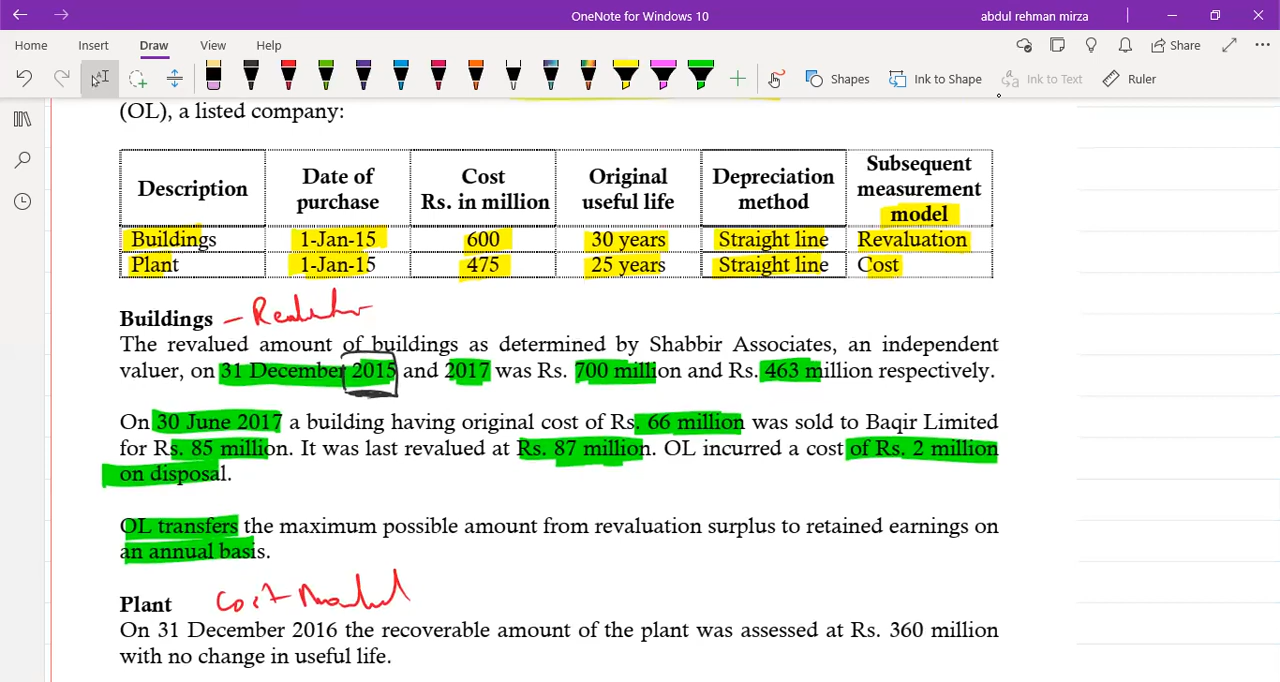 OneNote for Windows 10
abdul rehman mirza
Home Insert Draw View Help
Share
Shapes
Ink to Shape
Ink to Text
Ruler
(OL), a listed company:
Description Date of purchase Cost Rs. in million Original useful life Depreciation method Subsequent measurement model
Buildings 1-Jan-15 600 30 years Straight line Revaluation
Plant 1-Jan-15 475 25 years Straight line Cost
Buildings
The revalued amount of buildings as determined by Shabbir Associates, an independent
valuer, on 31 December 2015 and 2017 was Rs. 700 million and Rs. 463 million respectively.
On 30 June 2017 a building having original cost of Rs. 66 million was sold to Baqir Limited
for Rs. 85 million. It was last revalued at Rs. 87 million. OL incurred a cost of Rs. 2 million
on disposal.
OL transfers the maximum possible amount from revaluation surplus to retained earnings on
an annual basis.
Plant Cost Model
On 31 December 2016 the recoverable amount of the plant was assessed at Rs. 360 million
with no change in useful life.